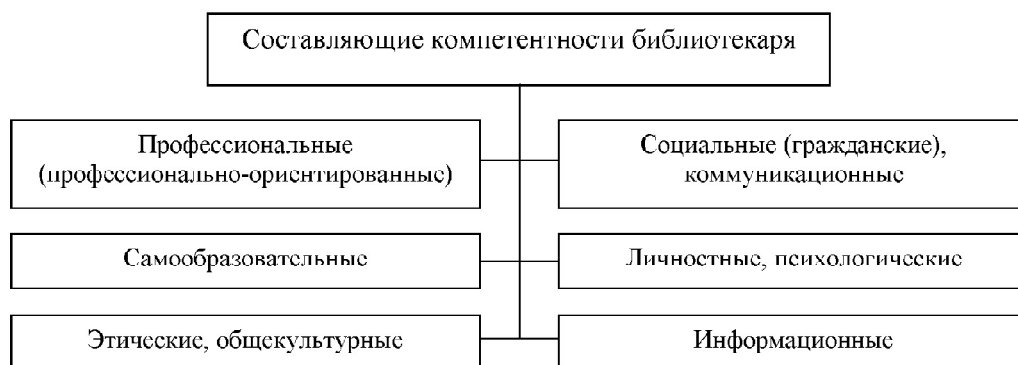 Составляющие компетентности библиотекаря
Профессиональные
(профессионально-ориентированные)
Социальные (гражданские),
коммуникационные
Самообразовательные
Личностные, психологические
Этические, общекультурные
Информационные